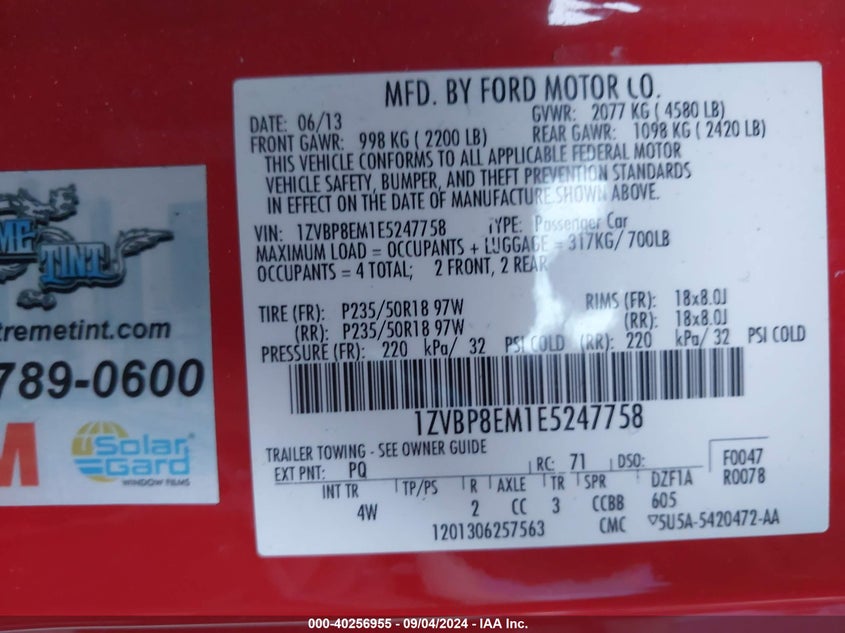 MFD. BY FORD MOTOR CO.
DATE: 06/13
GVWR: 2077 KG ( 4580 LB)
FRONT GAWR: 998 KG ( 2200 LB)
REAR GAWR: 1098 KG ( 2420 LB)
THIS VEHICLE CONFORMS TO ALL APPLICABLE FEDERAL MOTOR
VEHICLE SAFETY, BUMPER, AND THEFT PREVENTION STANDARDS
IN EFFECT ON THE DATE OF MANUFACTURE SHOWN ABOVE.
VIN: 1ZVBP8EM1E5247758 TYPE: Passenger Car
MAXIMUM LOAD = OCCUPANTS + LUGGAGE = 317KG/ 700LB
OCCUPANTS = 4 TOTAL; 2 FRONT, 2 REAR
TIRE (FR): P235/50R18 97W RIMS (FR): 18x8.0J
(RR): P235/50R18 97W (RR): 18x8.0J
PRESSURE (FR): 220 kPa/ 32 PSI COLD (RR): 220 kPa/ 32 PSI COLD
1ZVBP8EM1E5247758
TRAILER TOWING - SEE OWNER GUIDE
EXT PNT: PQ RC: 71 DSO: F0047
INT TR TP/PS R AXLE TR SPR DZF1A R0078
4W 2 CC 3 CCBB 605
1201306257563 CMC 5U5A-5420472-AA
ME
TINT
tremetint.com
789-0600
M
Solar
Gard
WINDOW FILMS
000-40256955 - 09/04/2024 - IAA Inc.